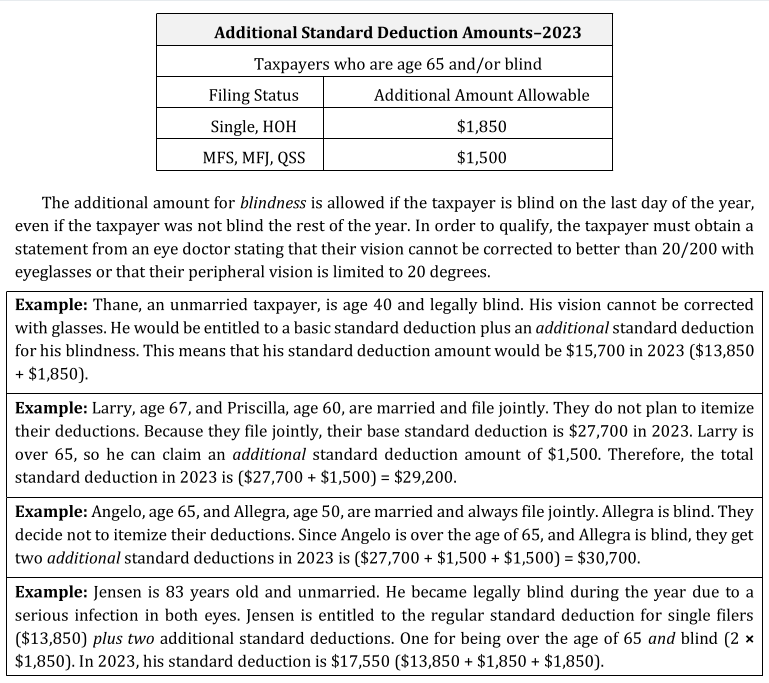 Additional Standard Deduction Amounts–2023
Taxpayers who are age 65 and/or blind
Filing Status Additional Amount Allowable
Single, HOH $1,850
MFS, MFJ, QSS $1,500
The additional amount for blindness is allowed if the taxpayer is blind on the last day of the year,
even if the taxpayer was not blind the rest of the year. In order to qualify, the taxpayer must obtain a
statement from an eye doctor stating that their vision cannot be corrected to better than 20/200 with
eyeglasses or that their peripheral vision is limited to 20 degrees.
Example: Thane, an unmarried taxpayer, is age 40 and legally blind. His vision cannot be corrected
with glasses. He would be entitled to a basic standard deduction plus an additional standard deduction
for his blindness. This means that his standard deduction amount would be $15,700 in 2023 ($13,850
+ $1,850).
Example: Larry, age 67, and Priscilla, age 60, are married and file jointly. They do not plan to itemize
their deductions. Because they file jointly, their base standard deduction is $27,700 in 2023. Larry is
over 65, so he can claim an additional standard deduction amount of $1,500. Therefore, the total
standard deduction in 2023 is ($27,700 + $1,500) = $29,200.
Example: Angelo, age 65, and Allegra, age 50, are married and always file jointly. Allegra is blind. They
decide not to itemize their deductions. Since Angelo is over the age of 65, and Allegra is blind, they get
two additional standard deductions in 2023 is ($27,700 + $1,500 + $1,500) = $30,700.
Example: Jensen is 83 years old and unmarried. He became legally blind during the year due to a
serious infection in both eyes. Jensen is entitled to the regular standard deduction for single filers
($13,850) plus two additional standard deductions. One for being over the age of 65 and blind (2 ×
$1,850). In 2023, his standard deduction is $17,550 ($13,850 + $1,850 + $1,850).